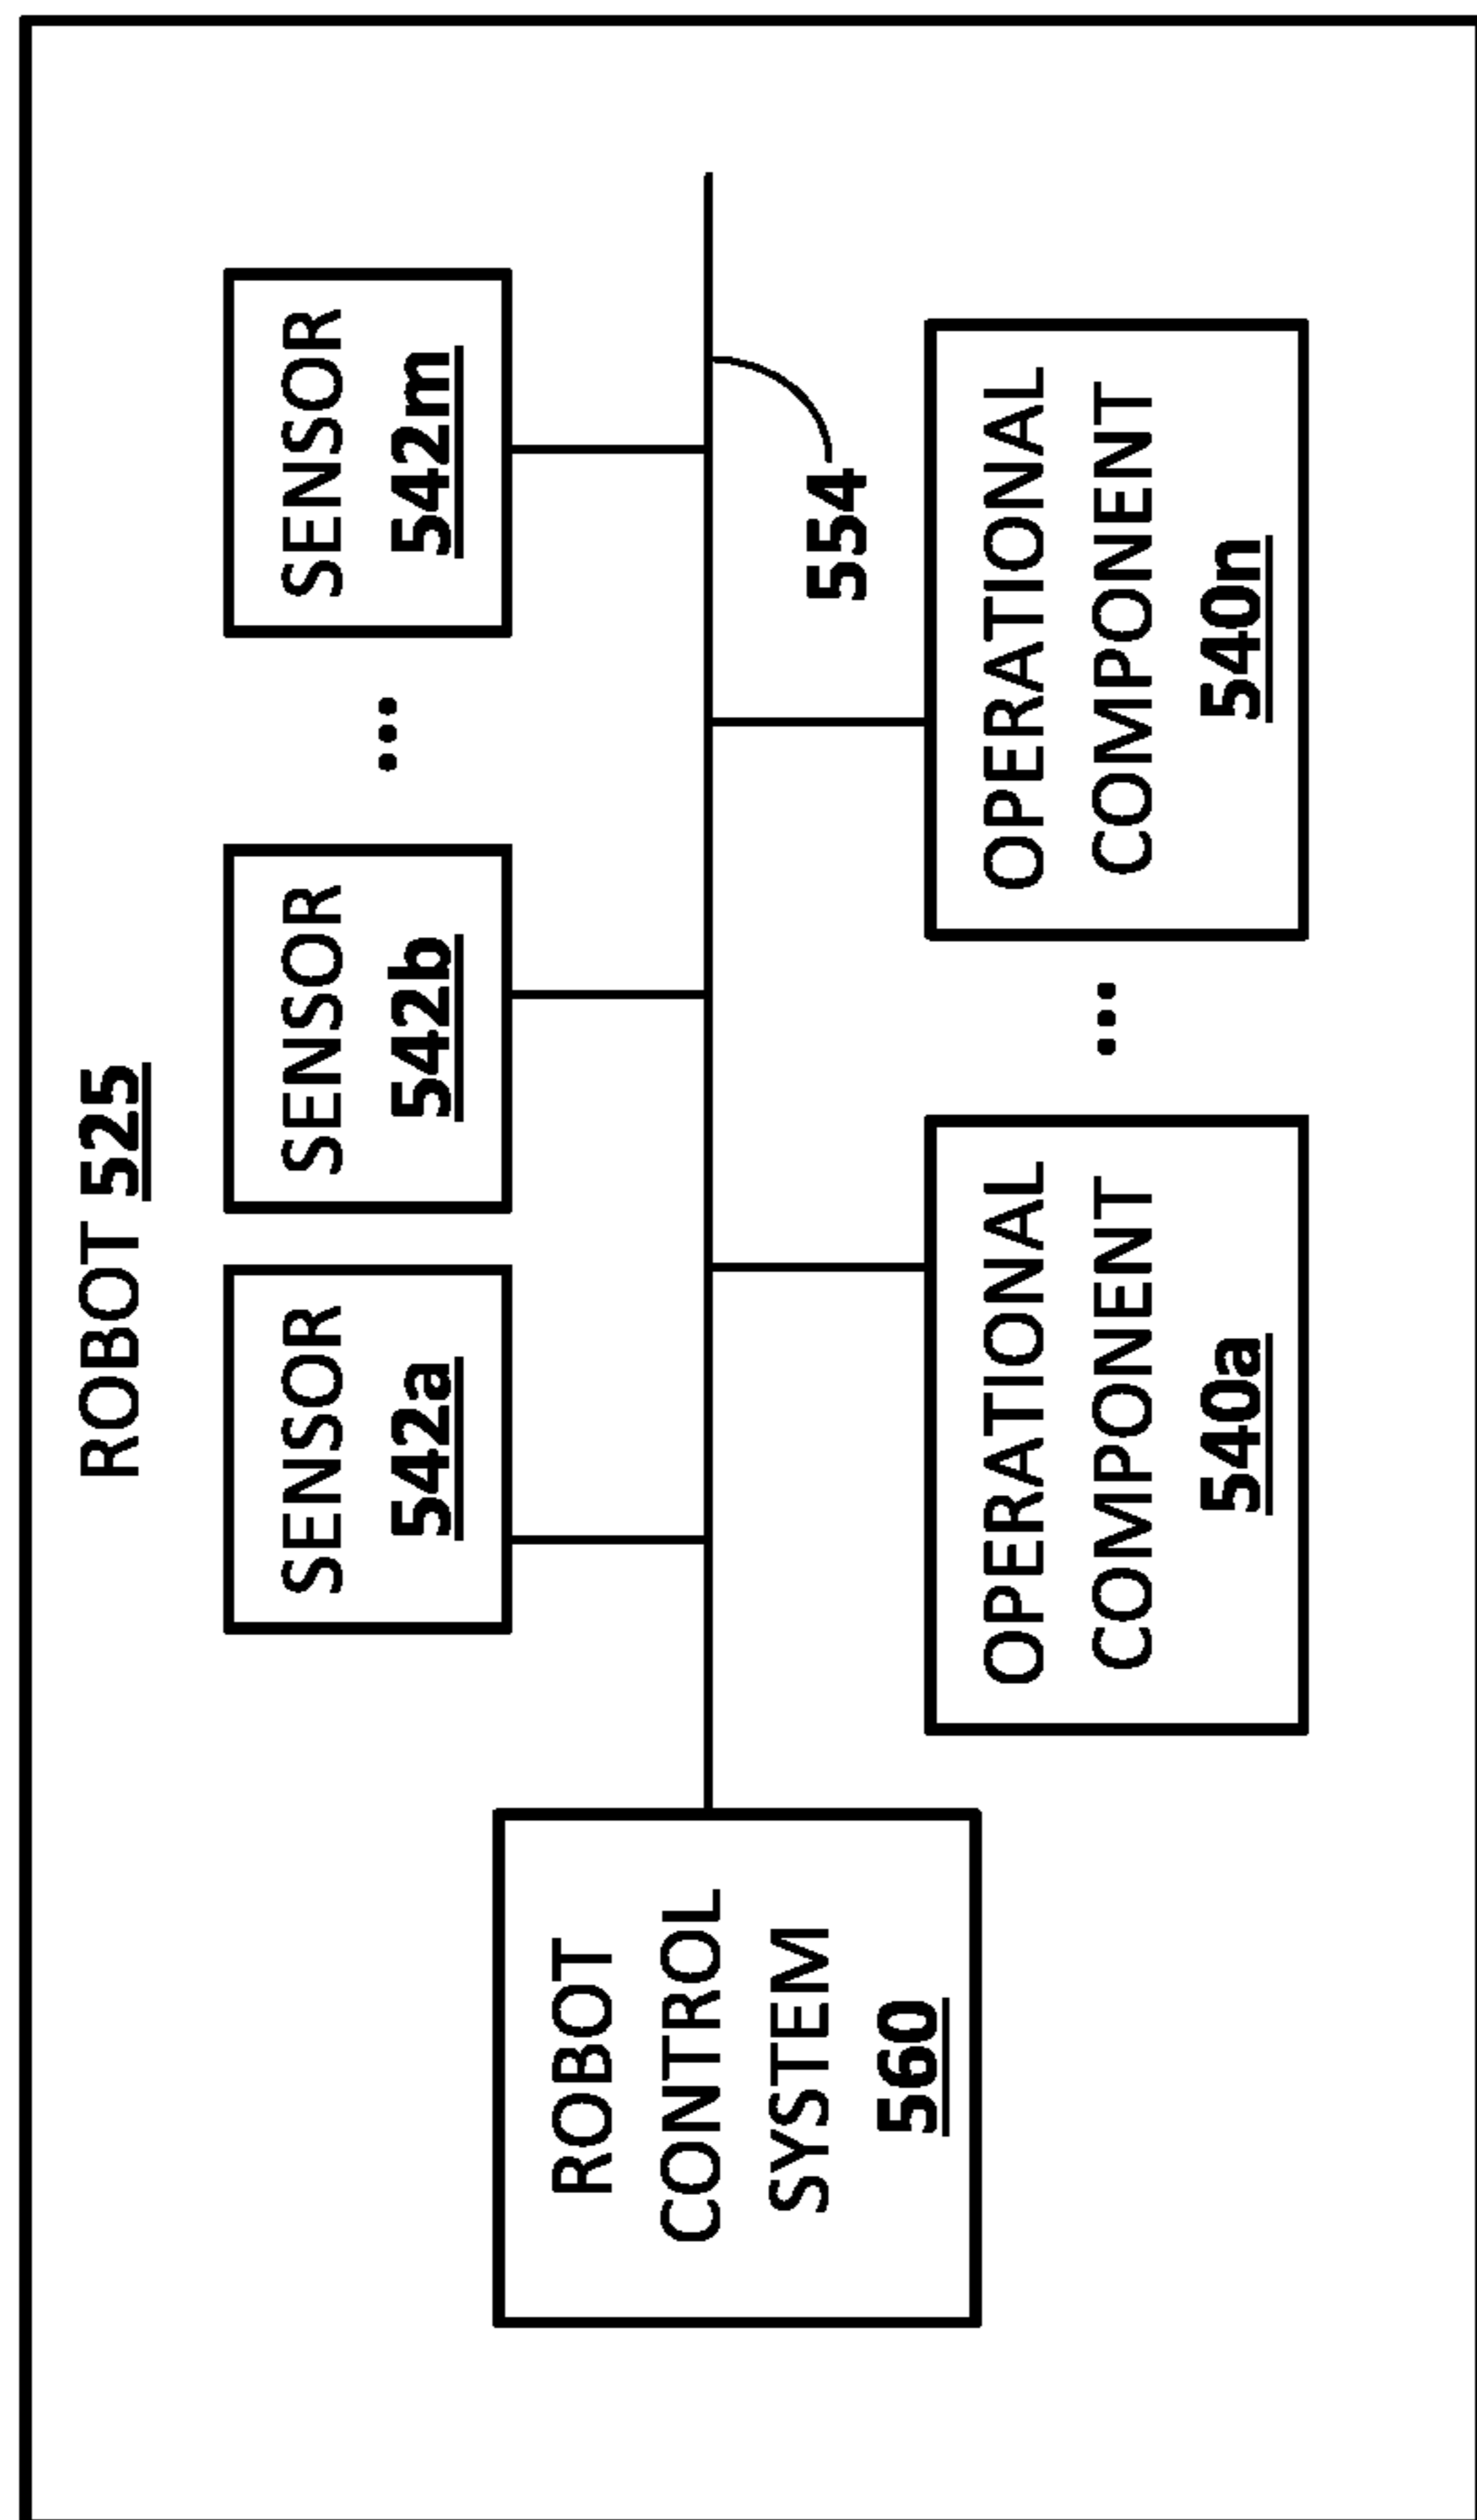 ROBOT 525
SENSOR
542a
SENSOR
542b
...
SENSOR
542m
ROBOT
CONTROL
SYSTEM
560
554
OPERATIONAL
COMPONENT
540a
...
OPERATIONAL
COMPONENT
540n